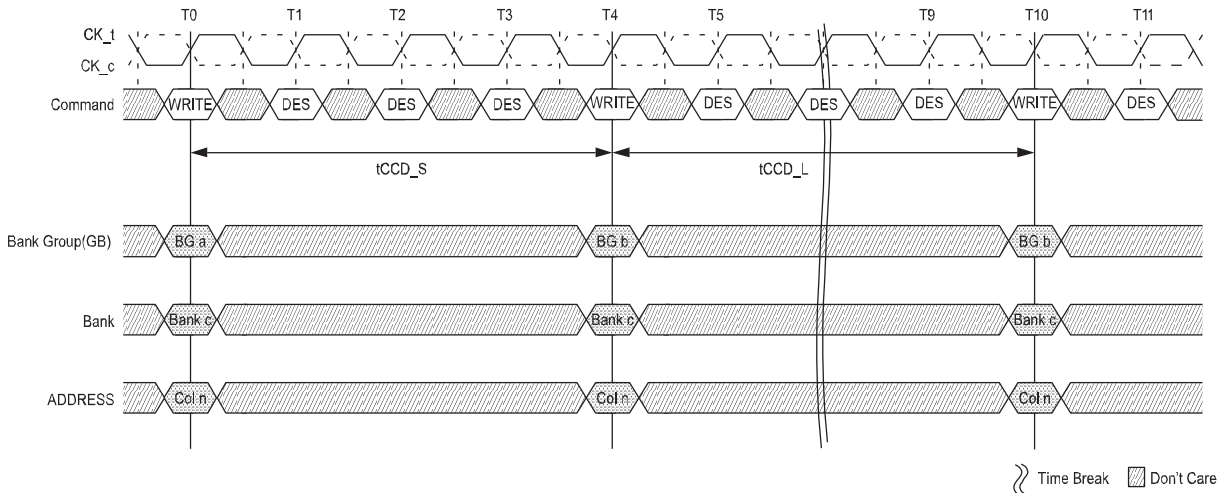 T0 T1 T2 T3 T4 T5 T9 T10 T11
CK_t
CK_c
Command WRITE DES DES DES WRITE DES DES DES WRITE DES
tCCD_S tCCD_L
Bank Group(GB) BG a BG b BG b
Bank Bank c Bank c Bank c
ADDRESS Col n Col n Col n
Time Break Don't Care